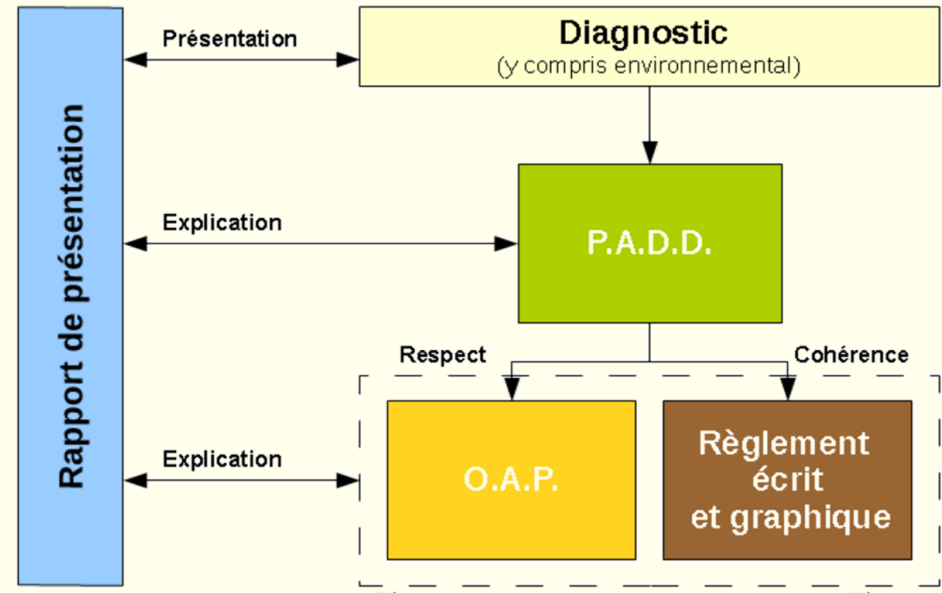 Rapport de présentation
Présentation
Diagnostic
(y compris environnemental)
Explication
P.A.D.D.
Respect
Cohérence
Explication
O.A.P.
Règlement
écrit
et graphique